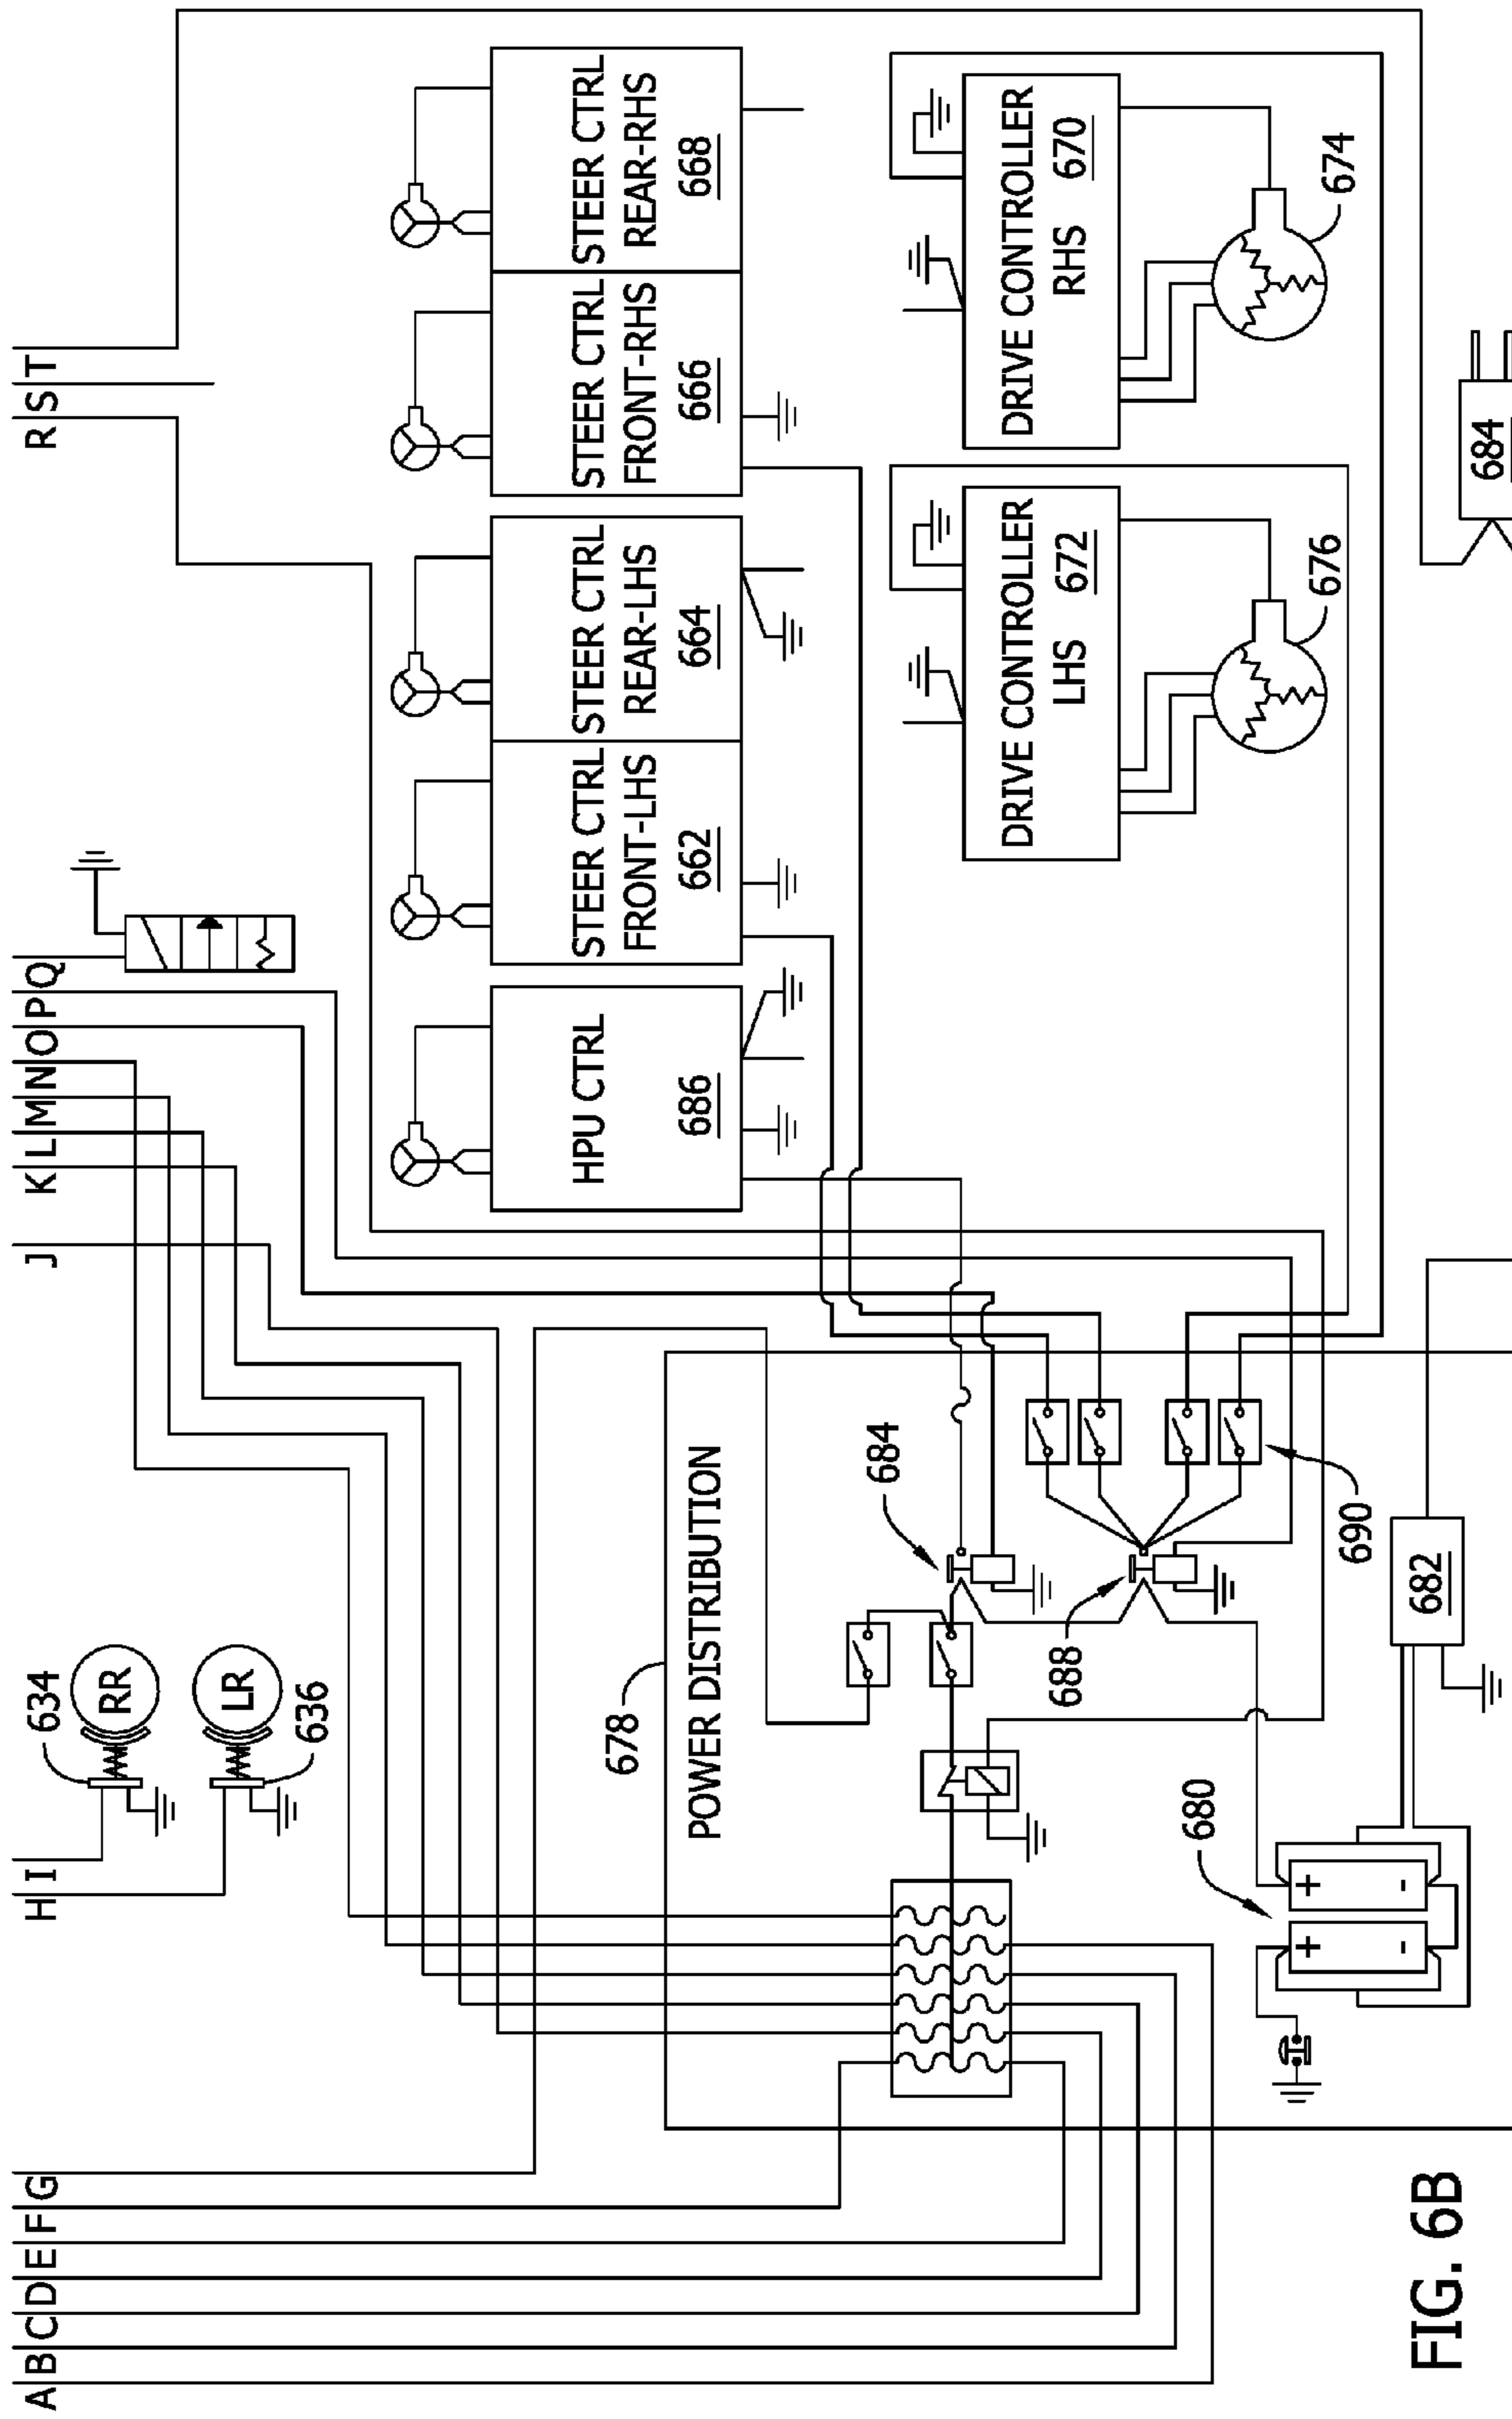 A B C D E F G H I J K L M N O P Q R S T
634
RR
LR
636
HPU CTRL
686
STEER CTRL
FRONT-LHS
662
STEER CTRL
REAR-LHS
664
STEER CTRL
FRONT-RHS
666
STEER CTRL
REAR-RHS
668
678
POWER DISTRIBUTION
684
688
690
DRIVE CONTROLLER
LHS 672
676
DRIVE CONTROLLER
RHS 670
674
680
+
-
+
-
682
684
FIG. 6B